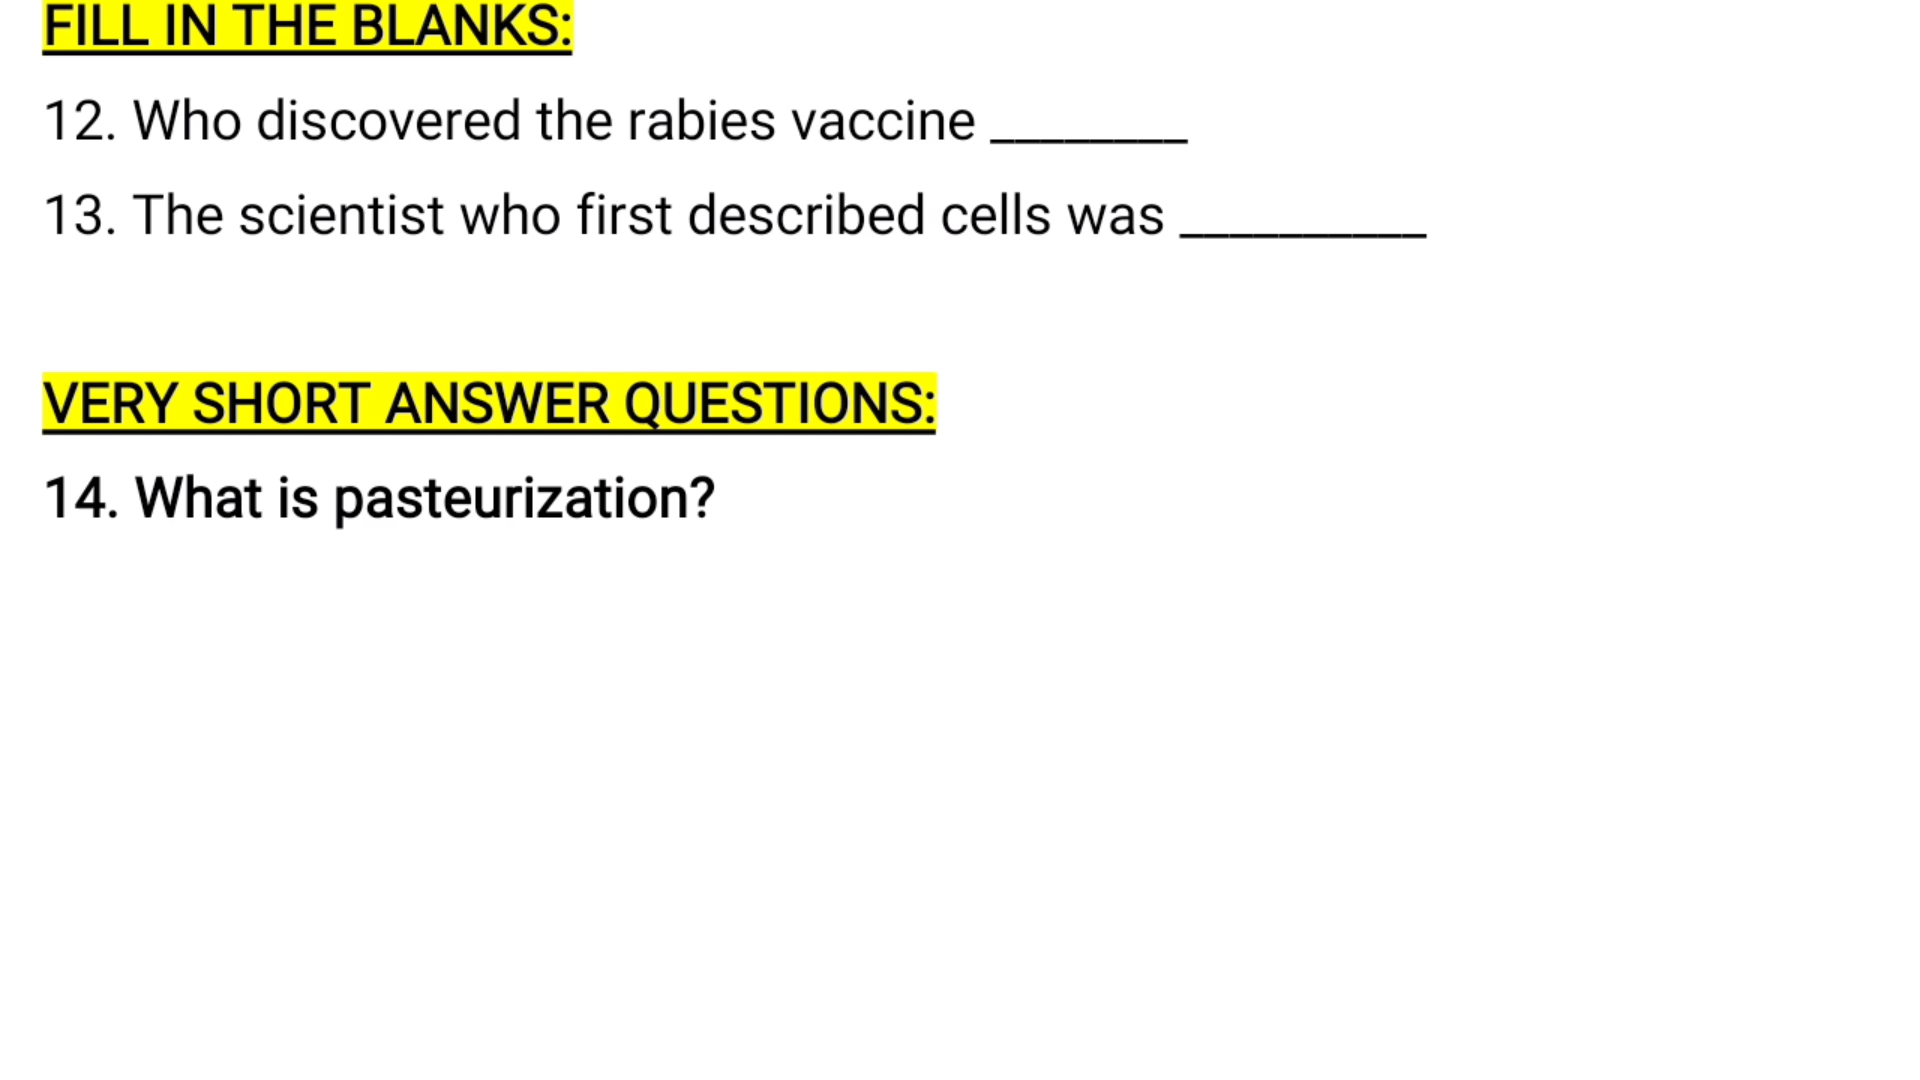 FILL IN THE BLANKS:
12. Who discovered the rabies vaccine ________
13. The scientist who first described cells was __________
VERY SHORT ANSWER QUESTIONS:
14. What is pasteurization?